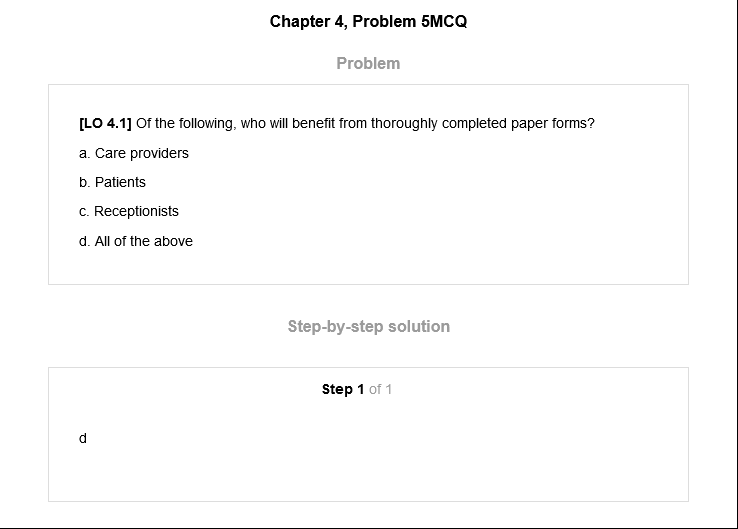 Chapter 4, Problem 5MCQ
Problem
[LO 4.1] Of the following, who will benefit from thoroughly completed paper forms?
a. Care providers
b. Patients
c. Receptionists
d. All of the above
Step-by-step solution
Step 1 of 1
d